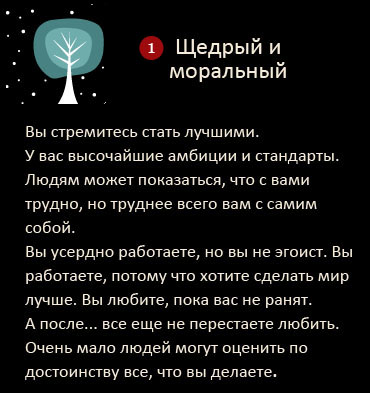 1 Щедрый и
моральный
Вы стремитесь стать лучшими.
У вас высочайшие амбиции и стандарты.
Людям может показаться, что с вами
трудно, но труднее всего вам с самим
собой.
Вы усердно работаете, но вы не эгоист. Вы
работаете, потому что хотите сделать мир
лучше. Вы любите, пока вас не ранят.
А после... все еще не перестаете любить.
Очень мало людей могут оценить по
достоинству все, что вы делаете.